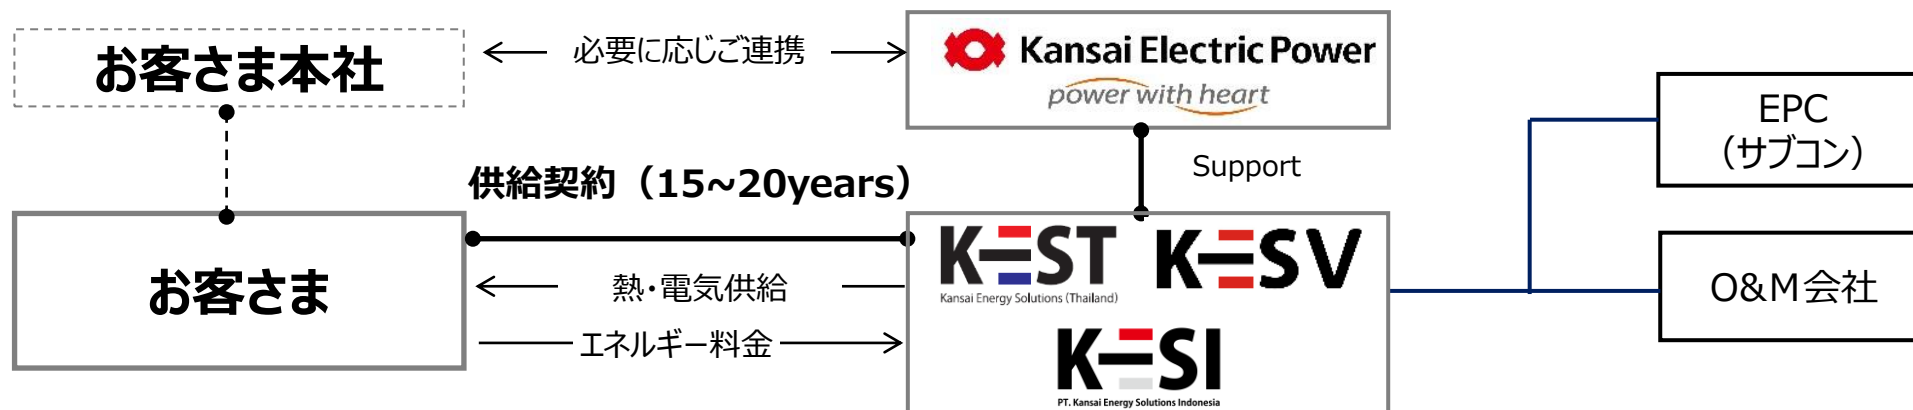 お客さま本社
必要に応じご連携
Kansai Electric Power
power with heart
EPC
（サブコン）
Support
供給契約（15~20years）
お客さま
熱・電気供給
エネルギー料金
KEST
Kansai Energy Solutions (Thailand)
KESV
KESI
PT. Kansai Energy Solutions Indonesia
O&M会社